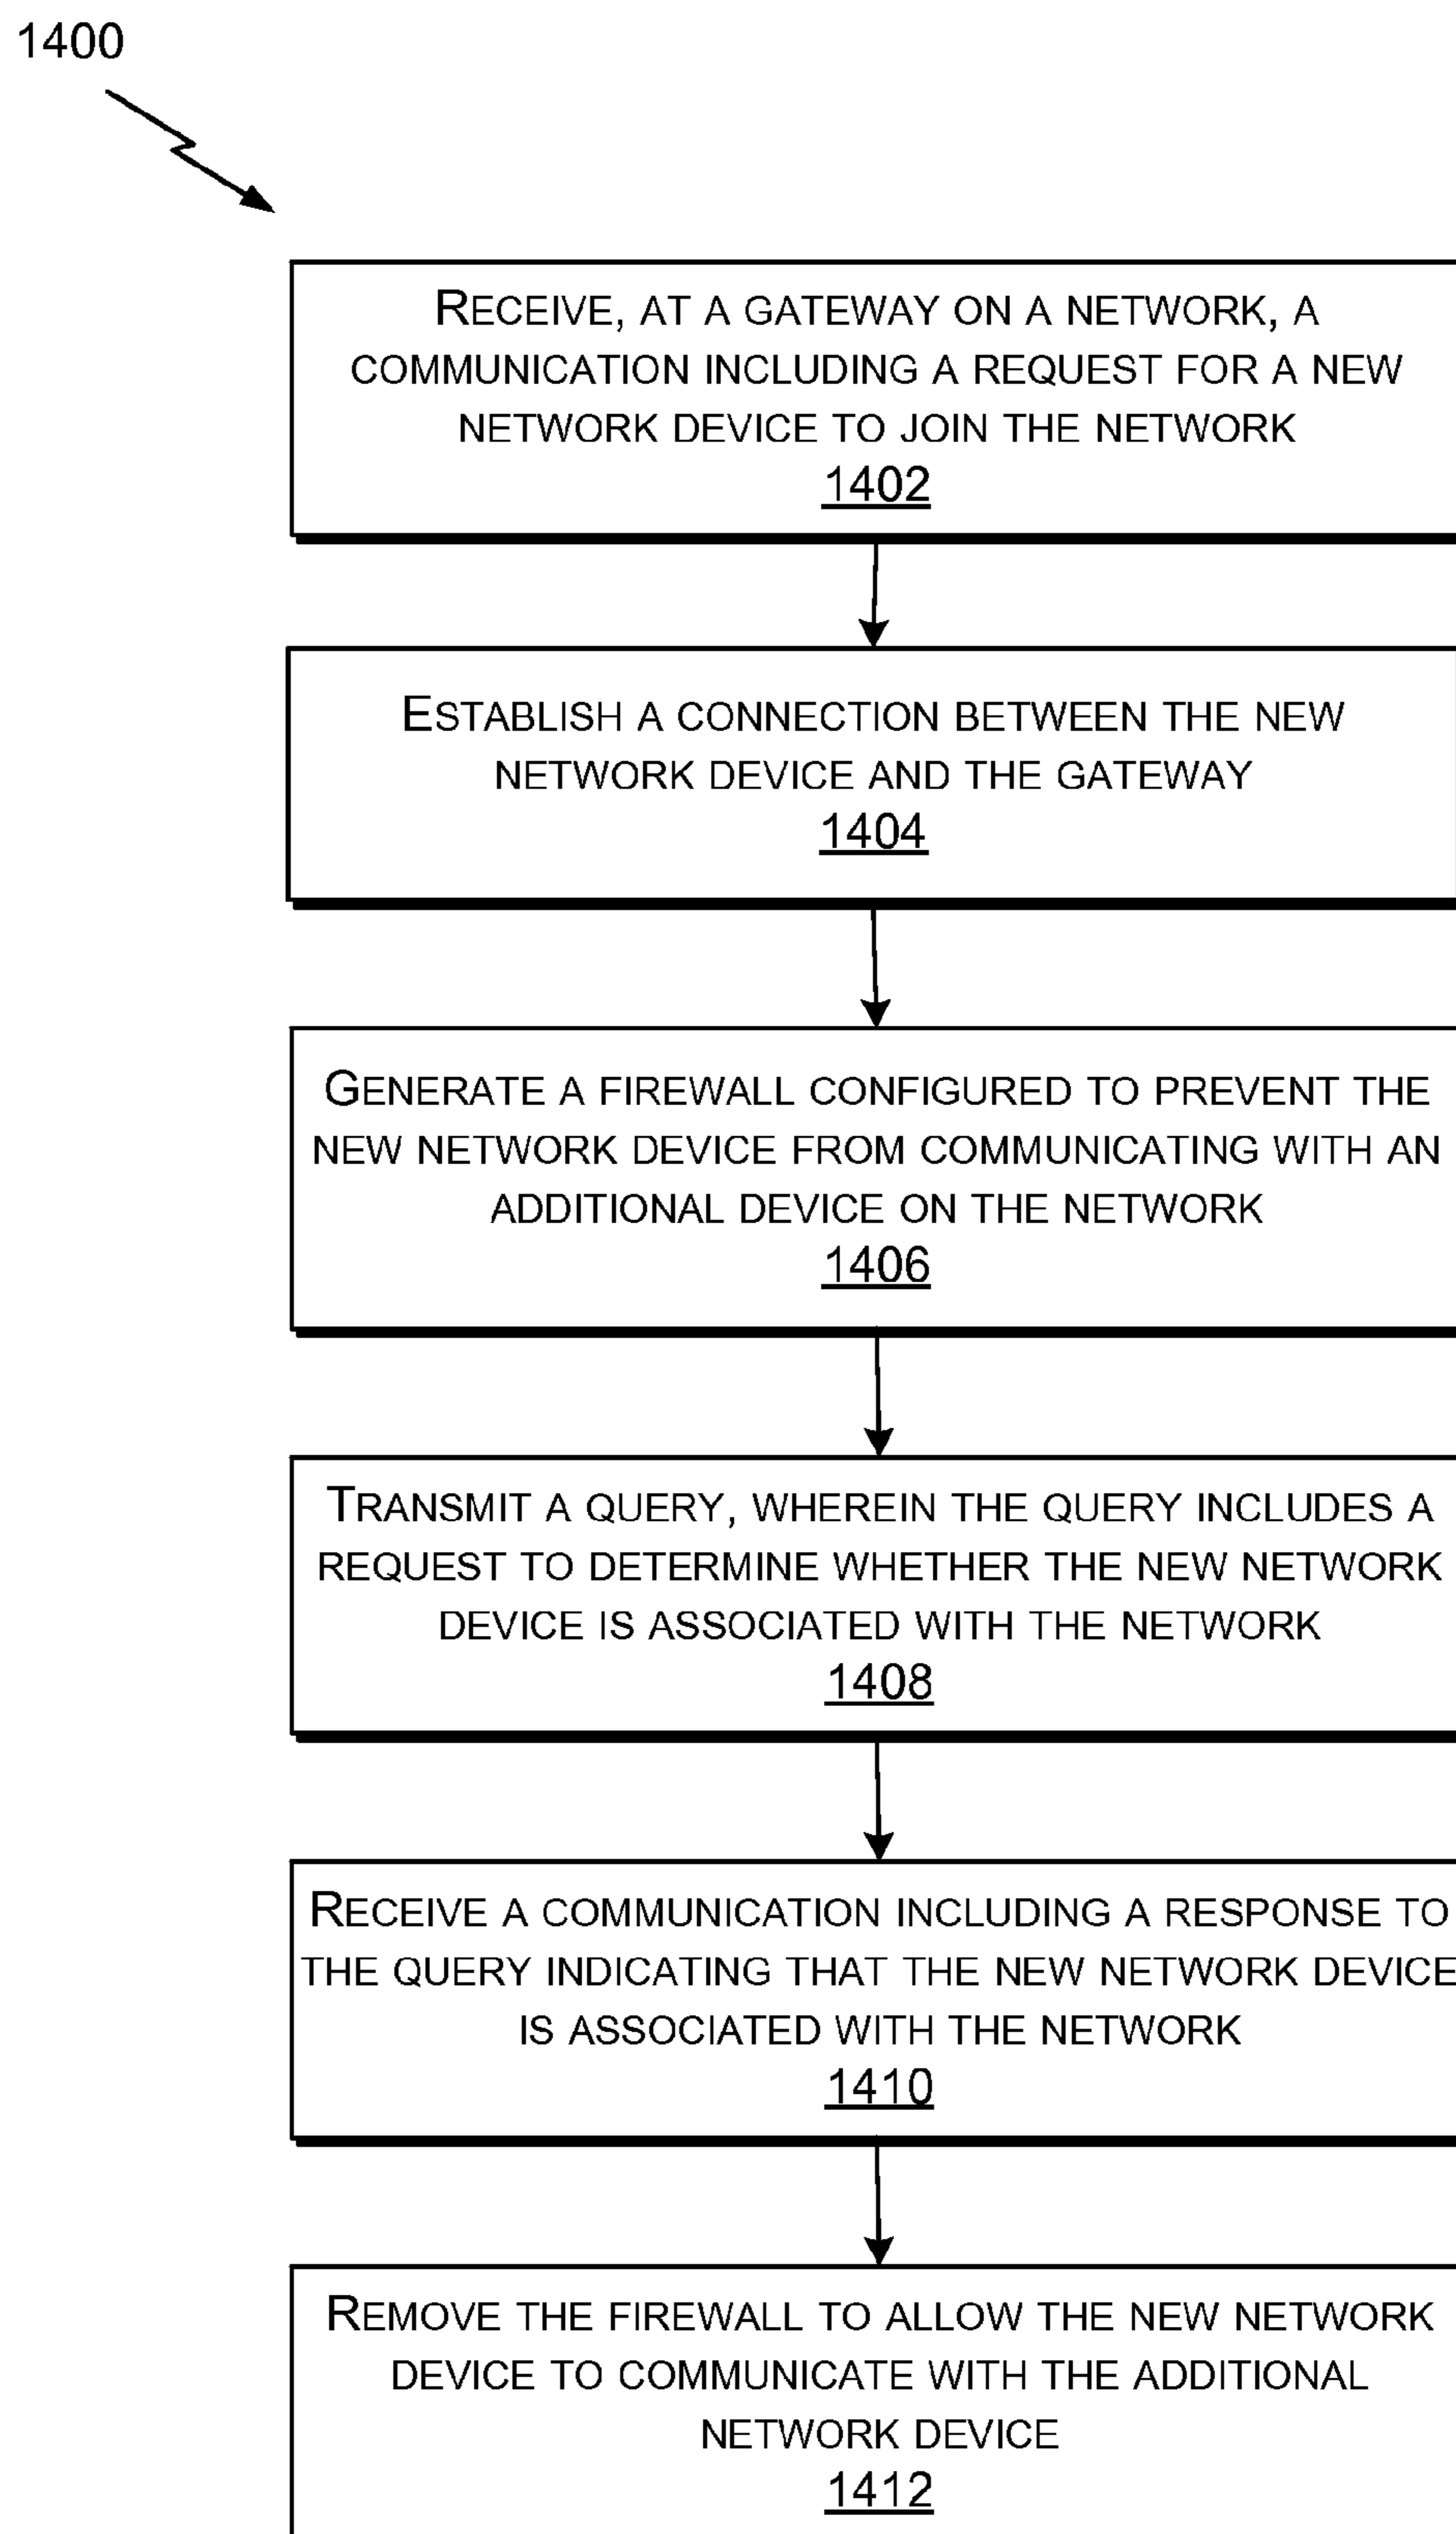 1400
RECEIVE, AT A GATEWAY ON A NETWORK, A
COMMUNICATION INCLUDING A REQUEST FOR A NEW
NETWORK DEVICE TO JOIN THE NETWORK
1402
ESTABLISH A CONNECTION BETWEEN THE NEW
NETWORK DEVICE AND THE GATEWAY
1404
GENERATE A FIREWALL CONFIGURED TO PREVENT THE
NEW NETWORK DEVICE FROM COMMUNICATING WITH AN
ADDITIONAL DEVICE ON THE NETWORK
1406
TRANSMIT A QUERY, WHEREIN THE QUERY INCLUDES A
REQUEST TO DETERMINE WHETHER THE NEW NETWORK
DEVICE IS ASSOCIATED WITH THE NETWORK
1408
RECEIVE A COMMUNICATION INCLUDING A RESPONSE TO
THE QUERY INDICATING THAT THE NEW NETWORK DEVICE
IS ASSOCIATED WITH THE NETWORK
1410
REMOVE THE FIREWALL TO ALLOW THE NEW NETWORK
DEVICE TO COMMUNICATE WITH THE ADDITIONAL
NETWORK DEVICE
1412